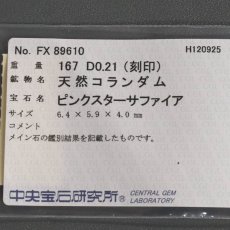 No. FX 89610 H120925
重量 167 D0.21 (刻印)
鉱物名 天然コランダム
宝石名 ピンクスターサファイア
サイズ 6.4 × 5.9 × 4.0 mm
コメント
メイン石の鑑別結果を記載したものです。
中央宝石研究所 CENTRAL GEM LABORATORY